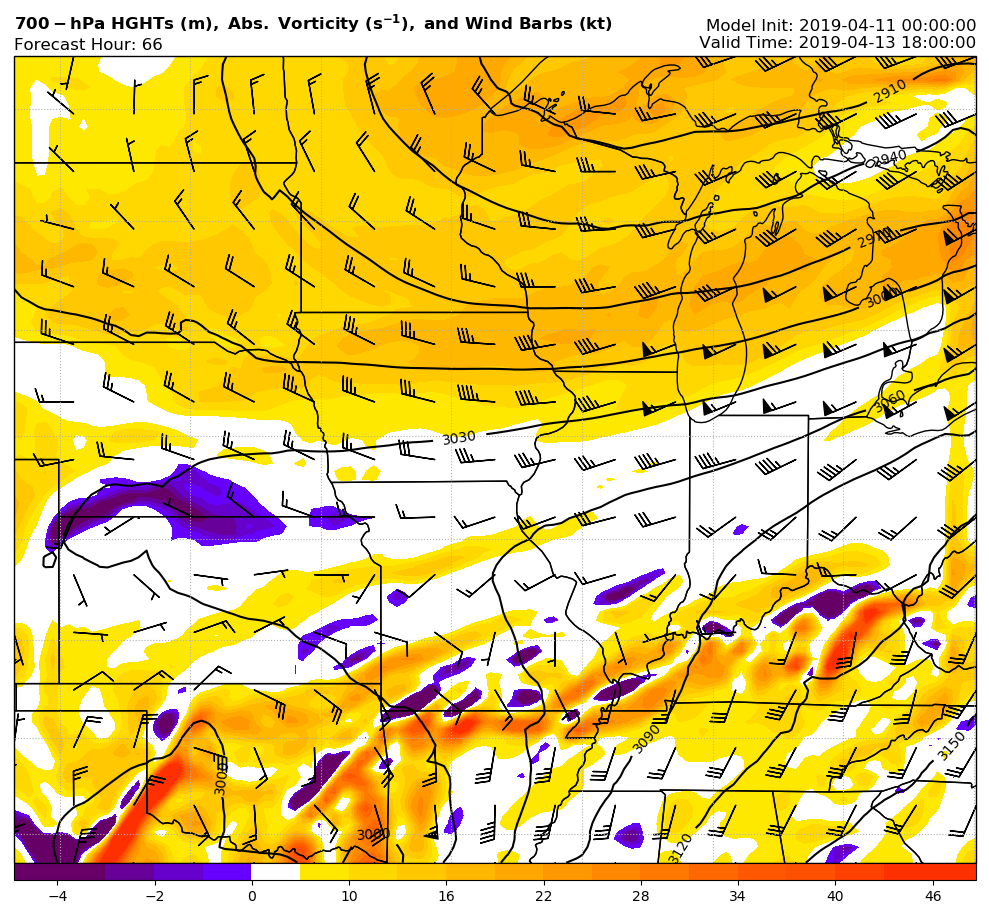 700 – hPa HGHTs (m), Abs. Vorticity (s⁻¹), and Wind Barbs (kt)
Model Init: 2019-04-11 00:00:00
Forecast Hour: 66
Valid Time: 2019-04-13 18:00:00
2910
2940
2970
3000
3060
3030
3090
3150
3000
3000
3120
−4 −2 0 10 16 22 28 34 40 46